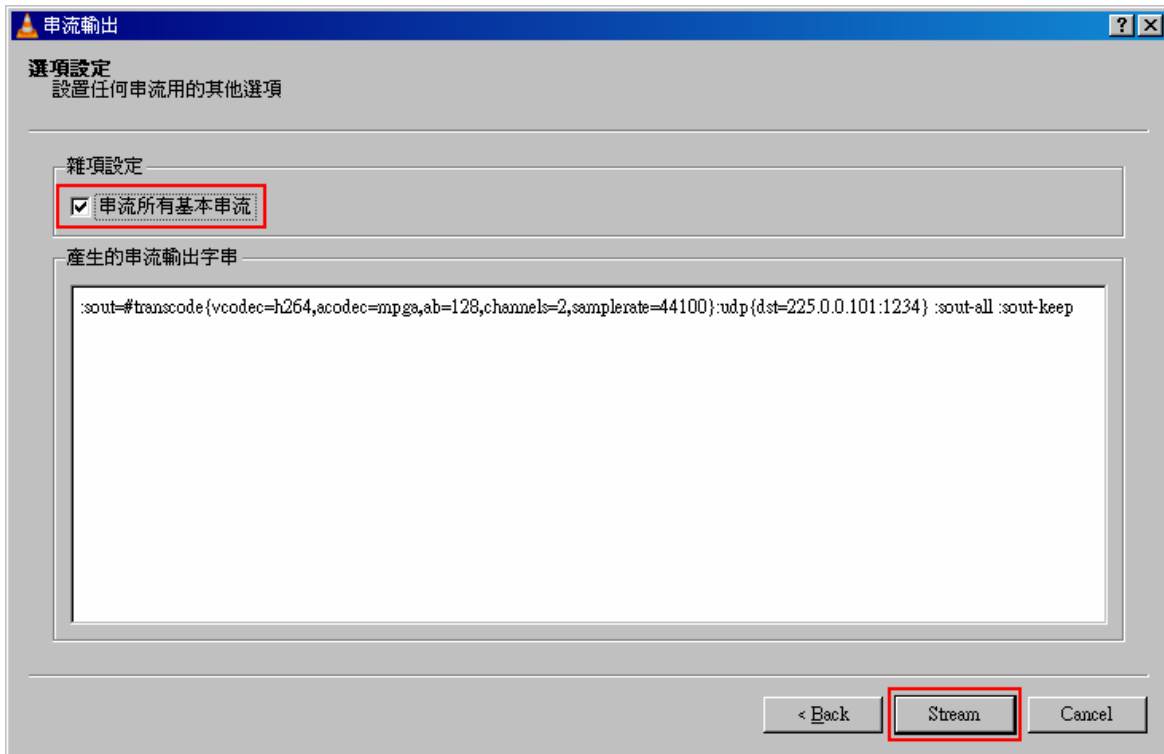 串流輸出
選項設定
設置任何串流用的其他選項
雜項設定
串流所有基本串流
產生的串流輸出字串
:sout=#transcode{vcodec=h264,acodec=mpga,ab=128,channels=2,samplerate=44100}:udp{dst=225.0.0.101:1234} :sout-all :sout-keep
< Back Stream Cancel